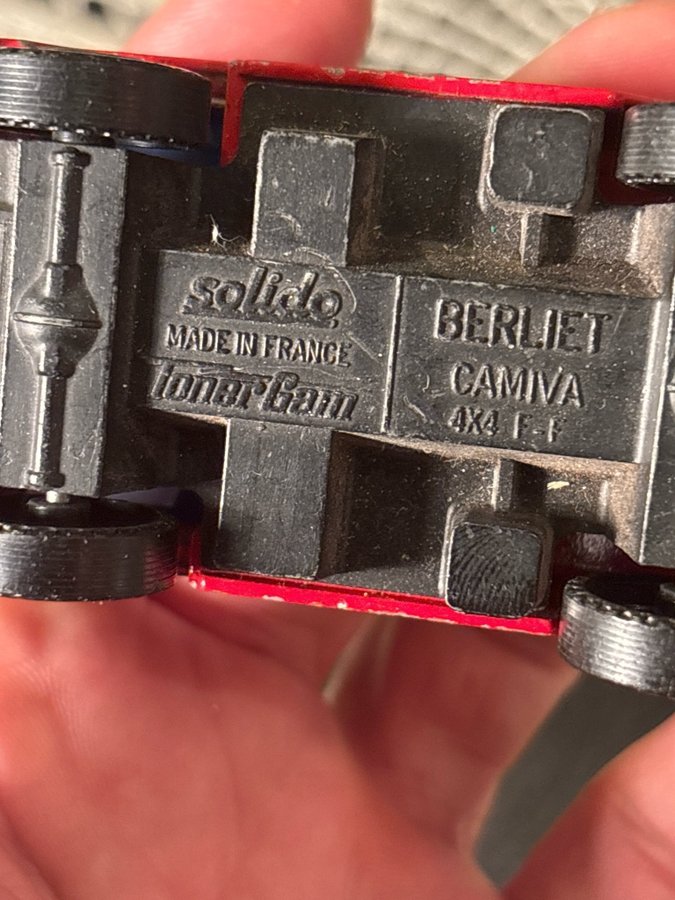 solido
MADE IN FRANCE
tonerGam
BERLIET
CAMIVA
4X4 F-F